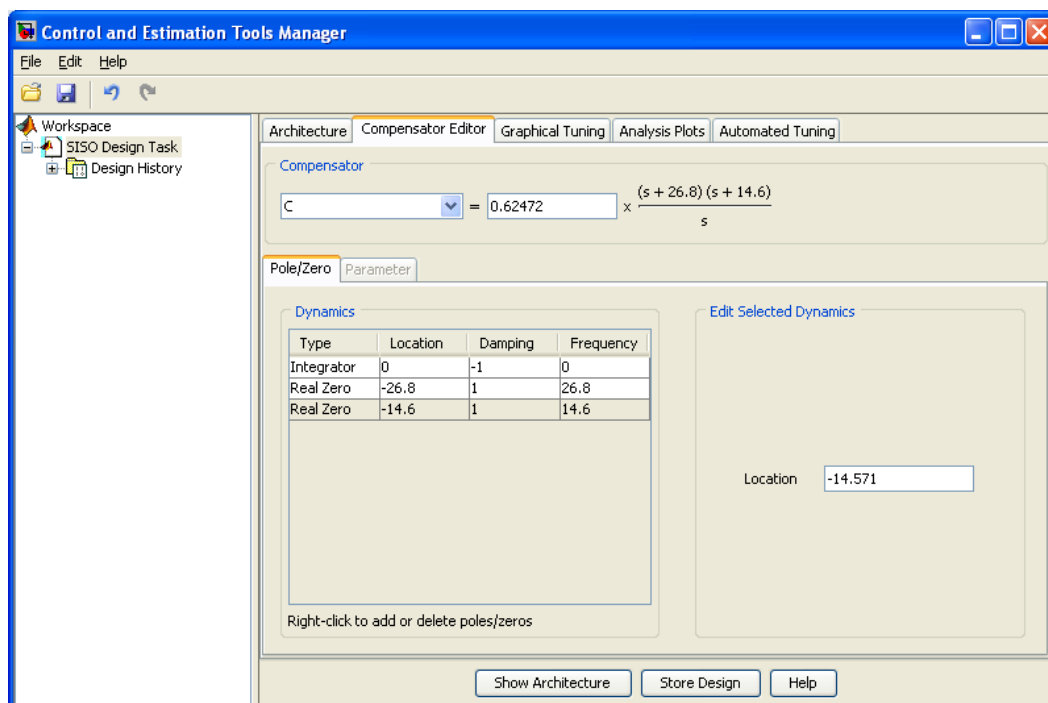 Control and Estimation Tools Manager
File Edit Help
Workspace
SISO Design Task
Design History
Architecture Compensator Editor Graphical Tuning Analysis Plots Automated Tuning
Compensator
C = 0.62472 x (s + 26.8) (s + 14.6)
s
Pole/Zero Parameter
Dynamics
Type Location Damping Frequency
Integrator 0 -1 0
Real Zero -26.8 1 26.8
Real Zero -14.6 1 14.6
Right-click to add or delete poles/zeros
Edit Selected Dynamics
Location -14.571
Show Architecture Store Design Help